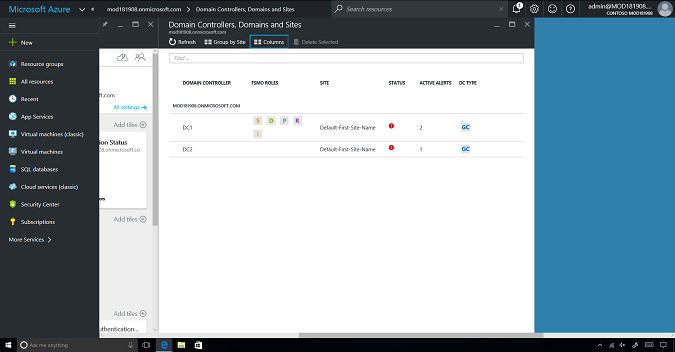 Microsoft Azure
mod181908.onmicrosoft.com
Domain Controllers, Domains and Sites
Search resources
1
admin@MOD181908....
CONTOSO MOD181908
New
Resource groups
All resources
Recent
App Services
Virtual machines (classic)
Virtual machines
SQL databases
Cloud services (classic)
Security Center
Subscriptions
More Services
ft.com
All settings →
Add tiles
ion Status
08.onmicrosoft.co
os
Add tiles
Add tiles
uthentication...
Domain Controllers, Domains and Sites
mod181908.onmicrosoft.com
Refresh
Group by Site
Columns
Delete Selected
Find ...
DOMAIN CONTROLLER FSMO ROLES SITE STATUS ACTIVE ALERTS DC TYPE
MOD181908.ONMICROSOFT.COM
DC1 S D P R Default-First-Site-Name 2 GC
I
DC2 Default-First-Site-Name 1 GC
Ask me anything